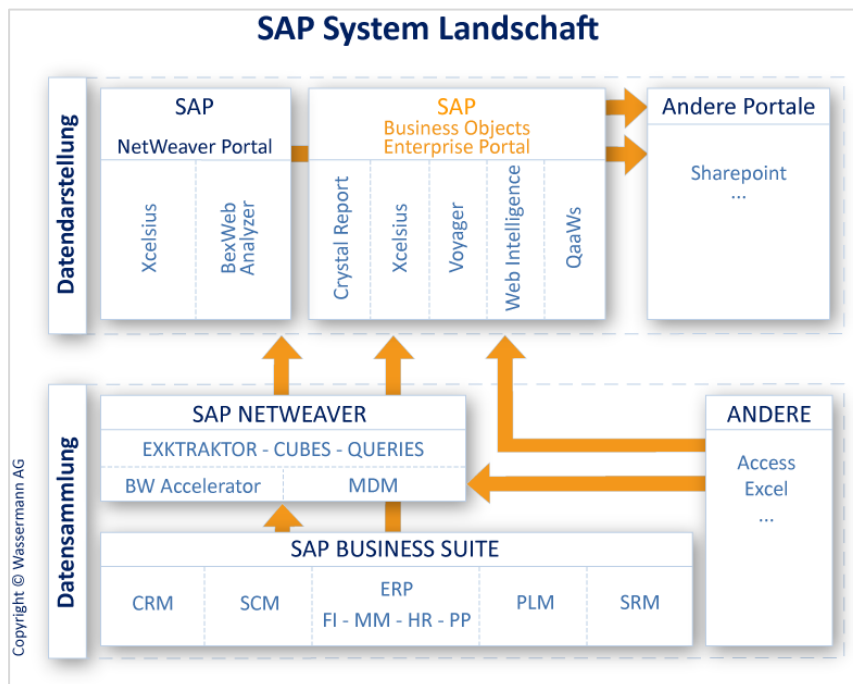 SAP System Landschaft
Datendarstellung
SAP
NetWeaver Portal
Xcelsius
BexWeb
Analyzer
SAP
Business Objects
Enterprise Portal
Crystal Report
Xcelsius
Voyager
Web Intelligence
QaaWs
Andere Portale
Sharepoint
...
Datensammlung
SAP NETWEAVER
EXKTRAKTOR - CUBES - QUERIES
BW Accelerator
MDM
ANDERE
Access
Excel
...
SAP BUSINESS SUITE
CRM
SCM
ERP
FI - MM - HR - PP
PLM
SRM
Copyright © Wassermann AG